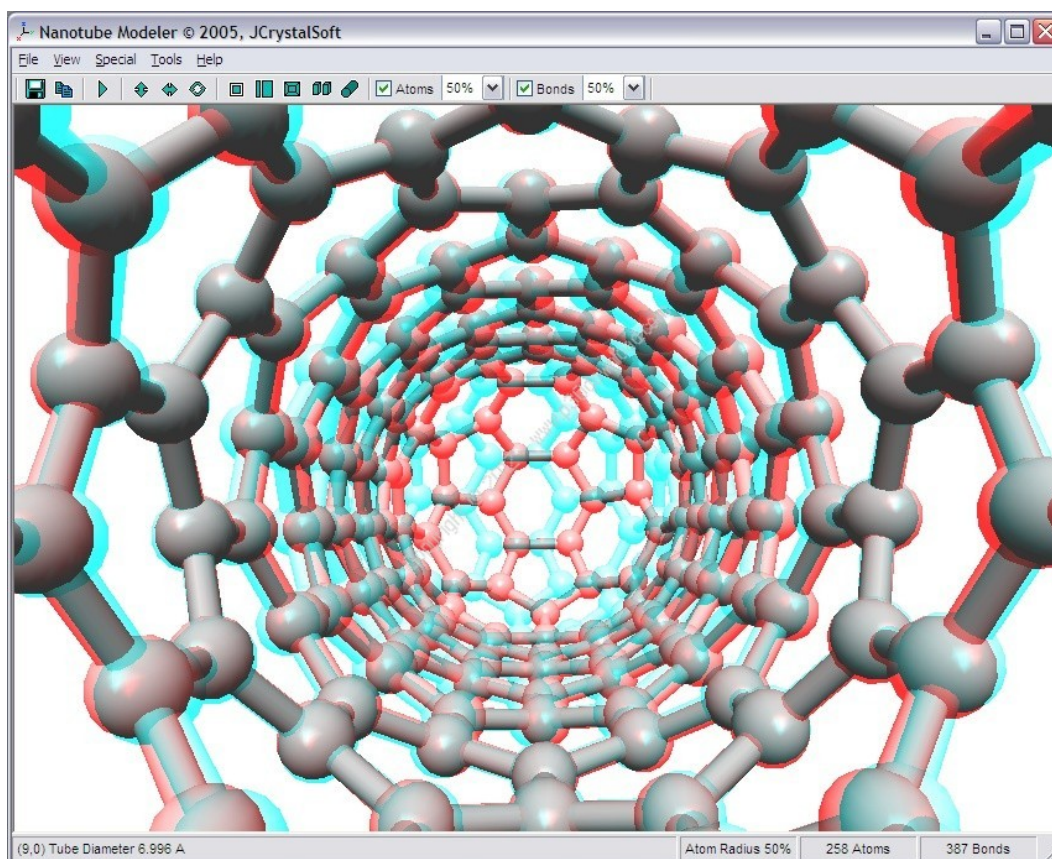 Nanotube Modeler © 2005, JCrystalSoft
File View Special Tools Help
Atoms 50% Bonds 50%
(9,0) Tube Diameter 6.996 A Atom Radius 50% 258 Atoms 387 Bonds